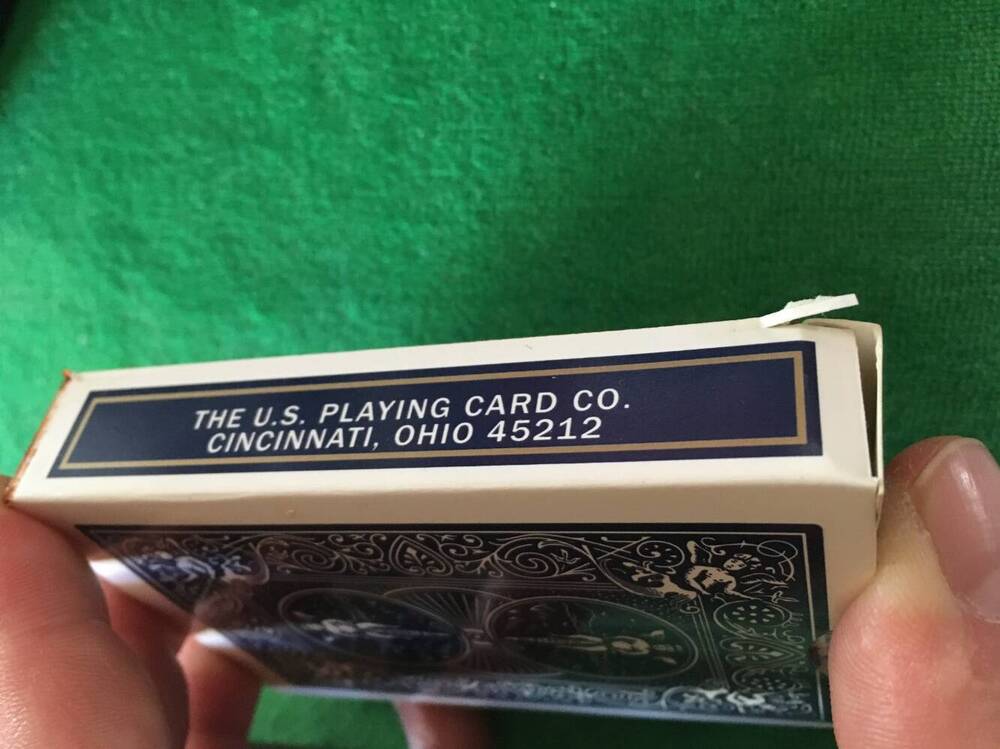 THE U.S. PLAYING CARD CO.
CINCINNATI, OHIO 45212